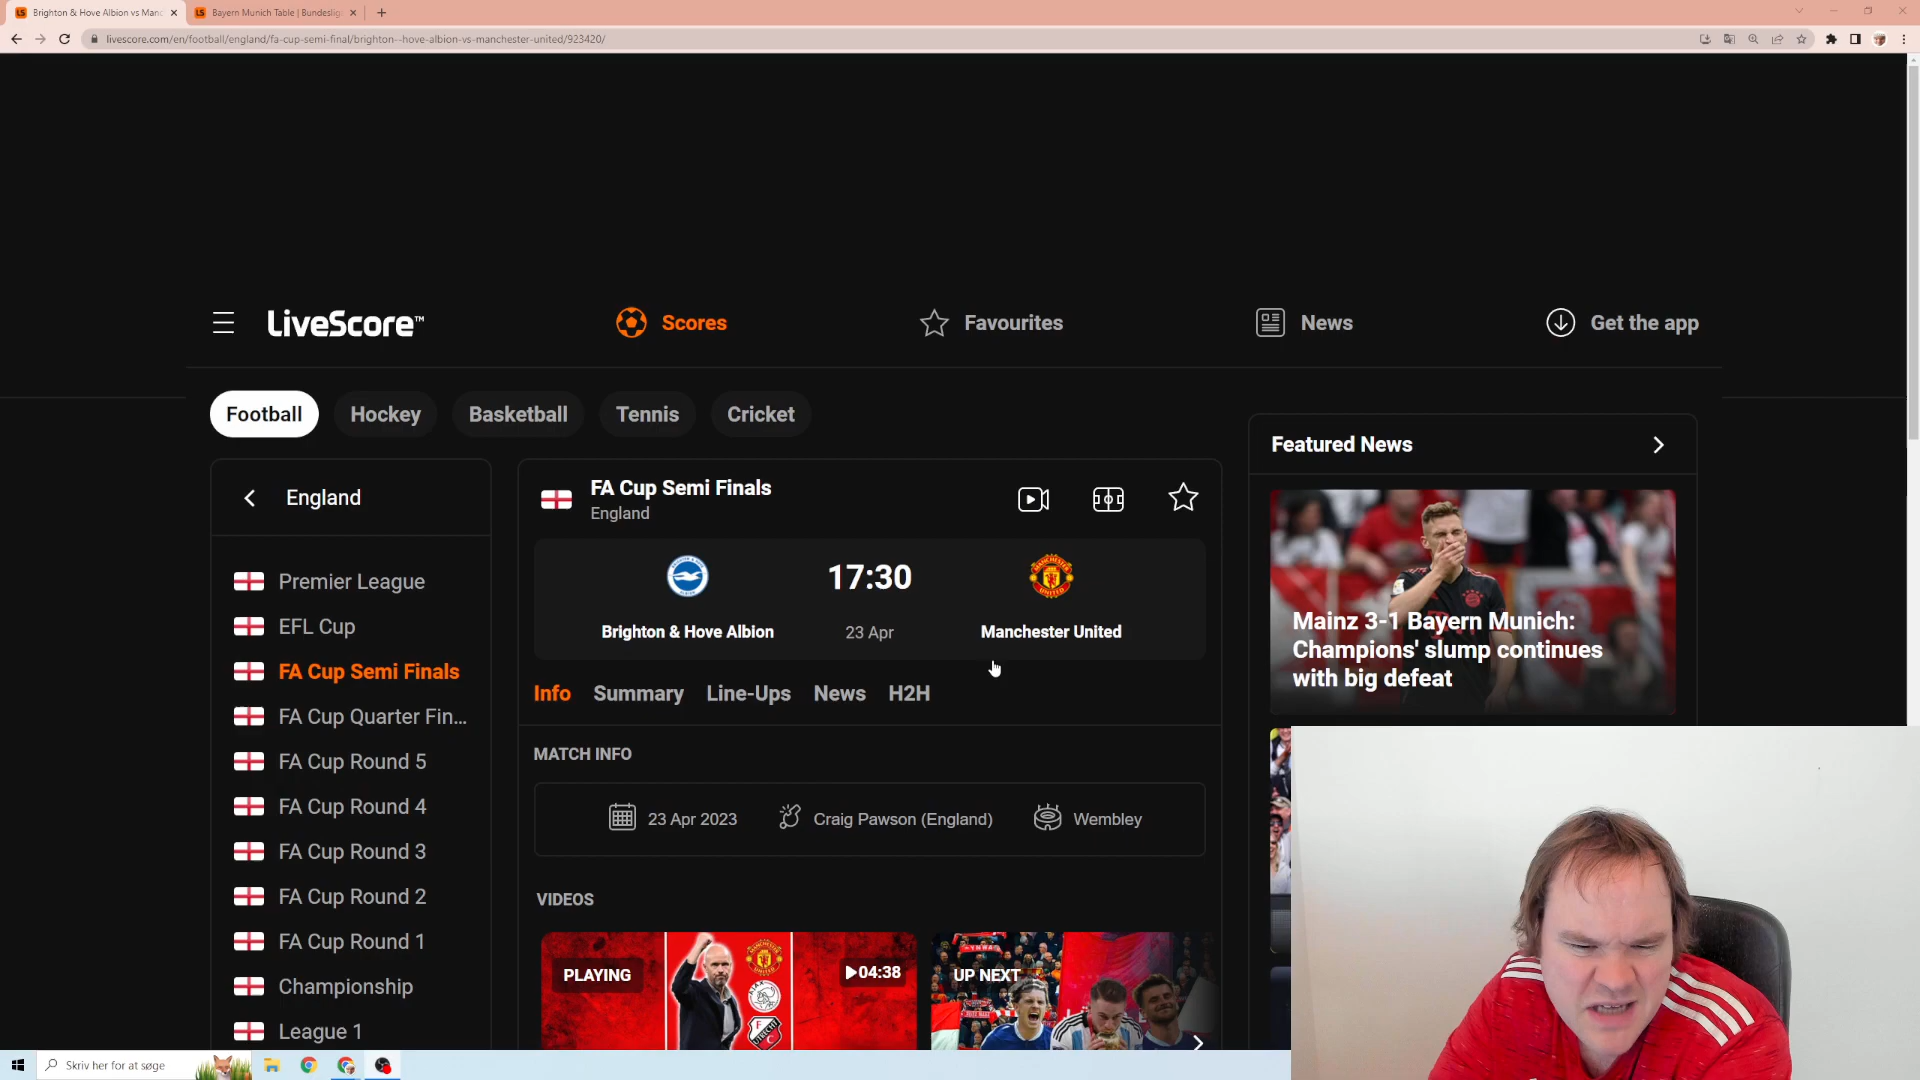 Brighton & Hove Albion vs Manc
Bayern Munich Table | Bundeslig
livescore.com/en/football/england/fa-cup-semi-final/brighton--hove-albion-vs-manchester-united/923420/
LiveScore™
Scores
Favourites
News
Get the app
Football
Hockey
Basketball
Tennis
Cricket
England
Premier League
EFL Cup
FA Cup Semi Finals
FA Cup Quarter Fin...
FA Cup Round 5
FA Cup Round 4
FA Cup Round 3
FA Cup Round 2
FA Cup Round 1
Championship
League 1
FA Cup Semi Finals
England
17:30
Brighton & Hove Albion
23 Apr
Manchester United
Info
Summary
Line-Ups
News
H2H
MATCH INFO
23 Apr 2023
Craig Pawson (England)
Wembley
VIDEOS
PLAYING
04:38
UP NEXT
Featured News
Mainz 3-1 Bayern Munich:
Champions' slump continues
with big defeat
Skriv her for at søge